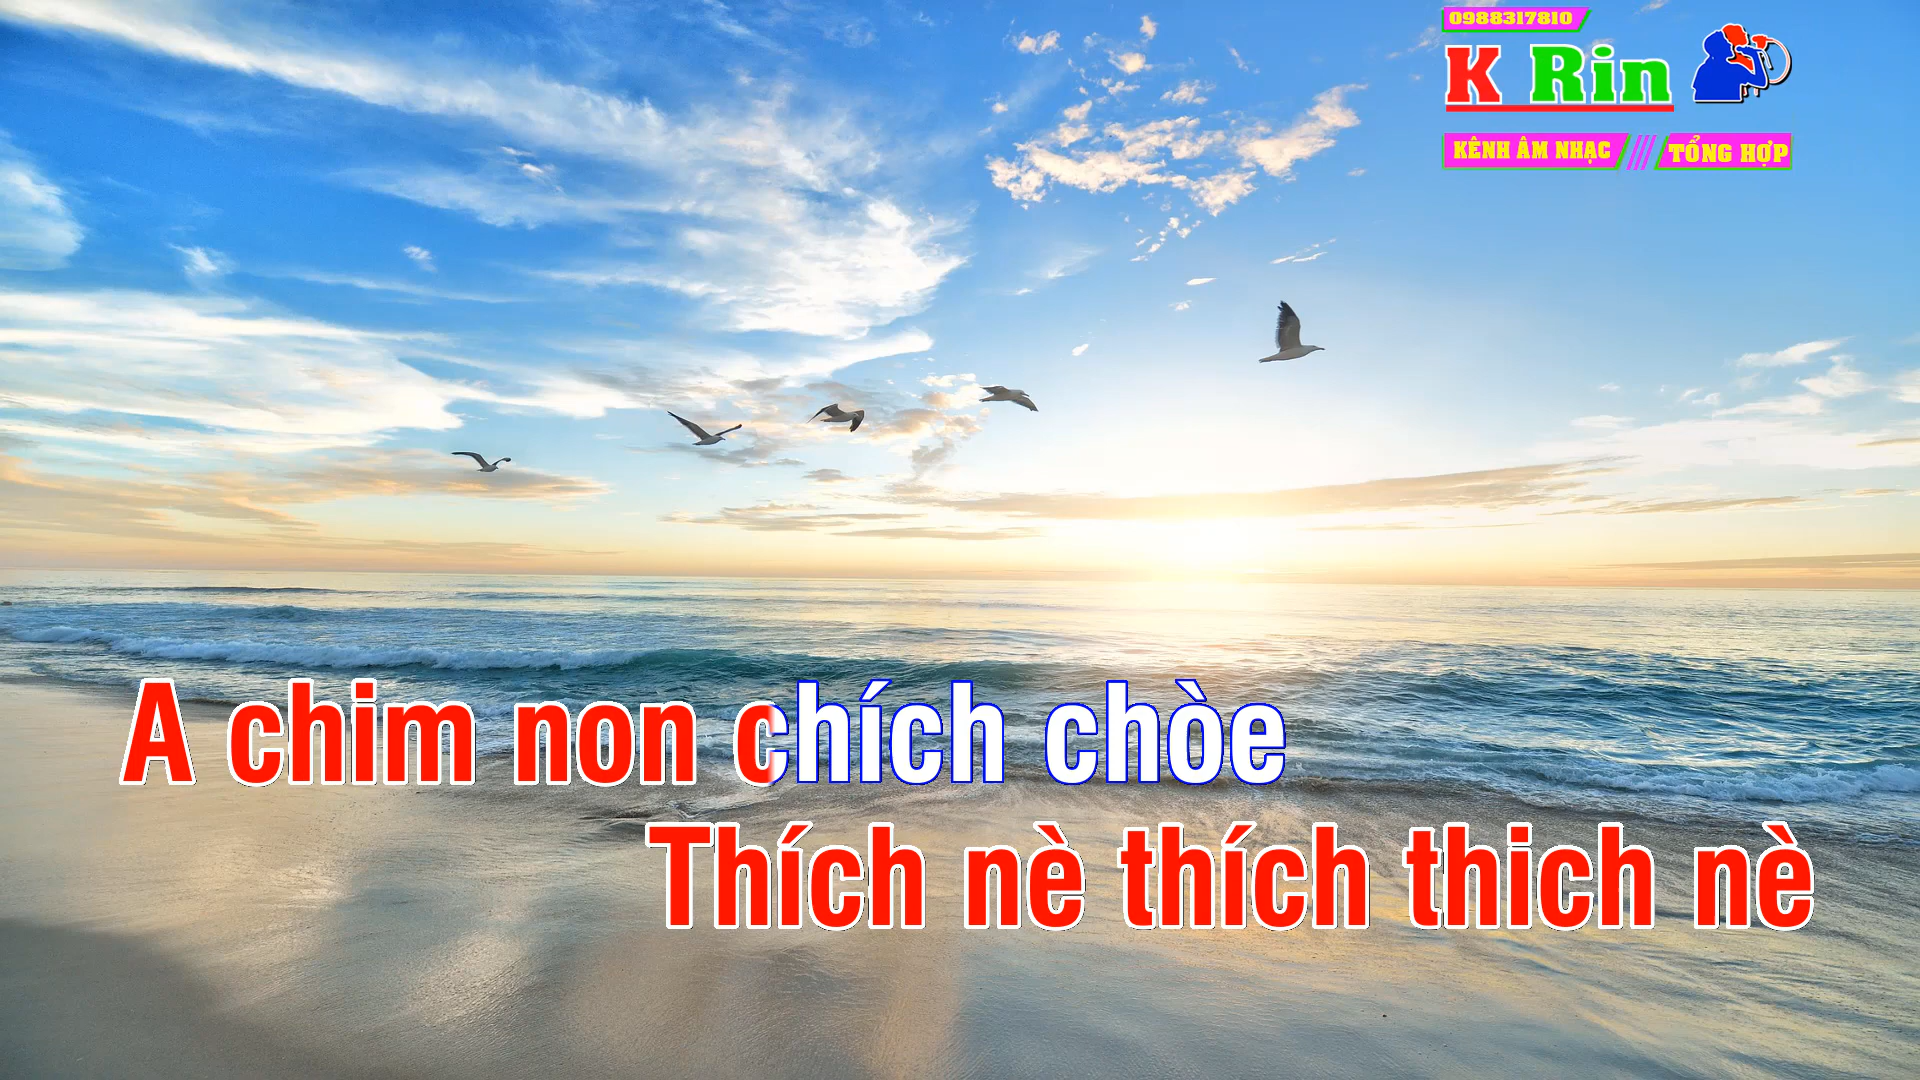 0988317810
K Rin
KÊNH ÂM NHẠC /// TỔNG HỢP
A chim non chích chòe
Thích nè thích thich nè